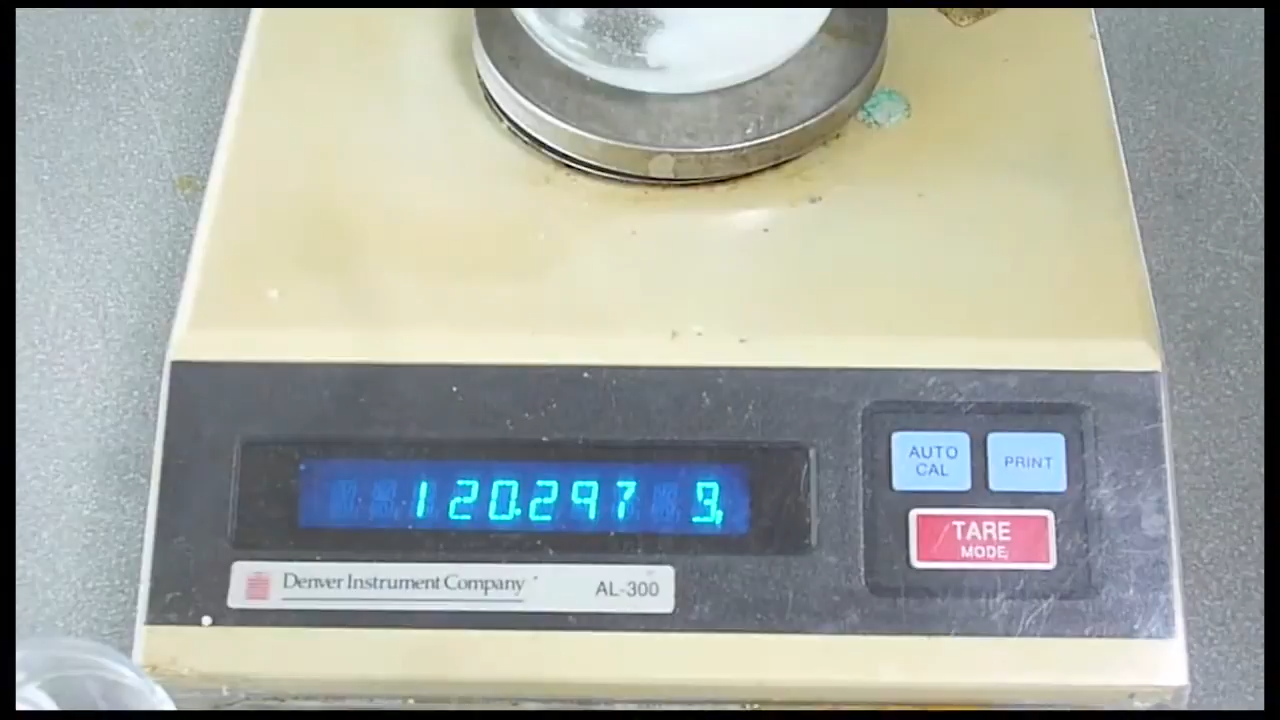 120.297 g
AUTO
CAL
PRINT
TARE
MODE
Denver Instrument Company
AL-300